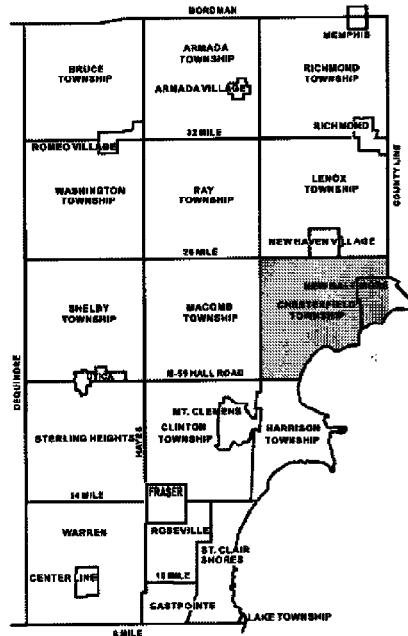 BORDMAN
MEMPHIS
BRUCE
TOWNSHIP
ARMADA
TOWNSHIP
RICHMOND
TOWNSHIP
ARMADA VILLAGE
RICHMOND
32 MILE
ROMEO VILLAGE
COUNTY LINE
WASHINGTON
TOWNSHIP
RAY
TOWNSHIP
LENOX
TOWNSHIP
NEW HAVEN VILLAGE
26 MILE
NEW BALTIMORE
CHESTERFIELD
TOWNSHIP
SHELBY
TOWNSHIP
MACOMB
TOWNSHIP
UTICA
M-59 HALL ROAD
DEQUINDRE
HAYES
MT. CLEMENS
CLINTON
TOWNSHIP
HARRISON
TOWNSHIP
STERLING HEIGHTS
14 MILE
FRASER
WARREN
ROSEVILLE
ST. CLAIR
SHORES
CENTER LINE
10 MILE
EASTPOINTE
LAKE TOWNSHIP
8 MILE